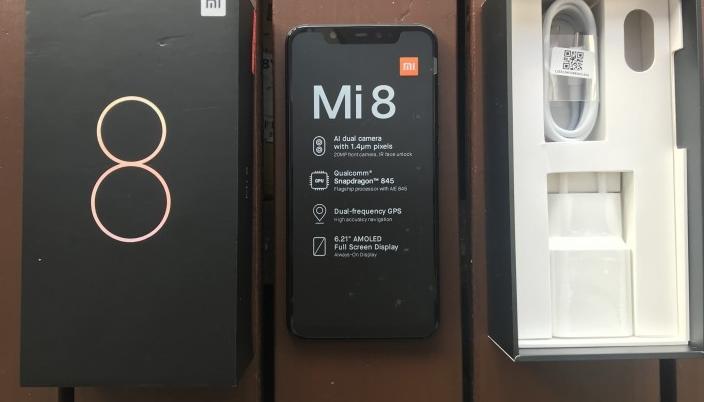 mi
8
mi
Mi 8
AI dual camera
with 1.4μm pixels
20MP front camera, IR face unlock
CPU
Qualcomm®
Snapdragon™ 845
Flagship processor with AIE 845
Dual-frequency GPS
High accuracy navigation
6.21" AMOLED
Full Screen Display
Always-On Display